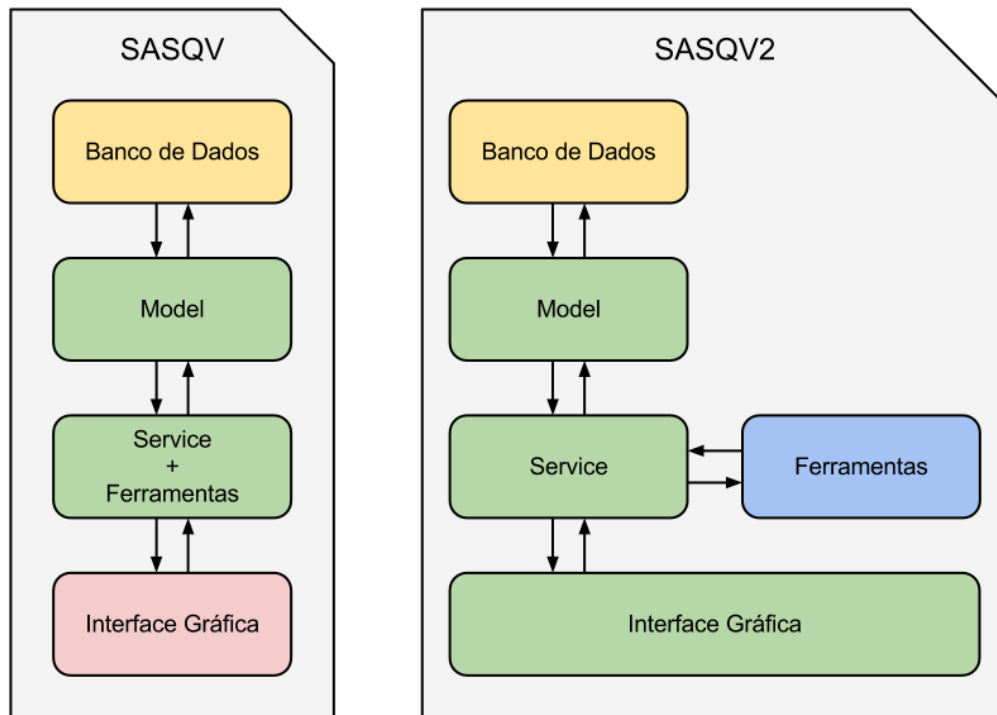 SASQV
Banco de Dados
Model
Service
+
Ferramentas
Interface Gráfica
SASQV2
Banco de Dados
Model
Service
Ferramentas
Interface Gráfica